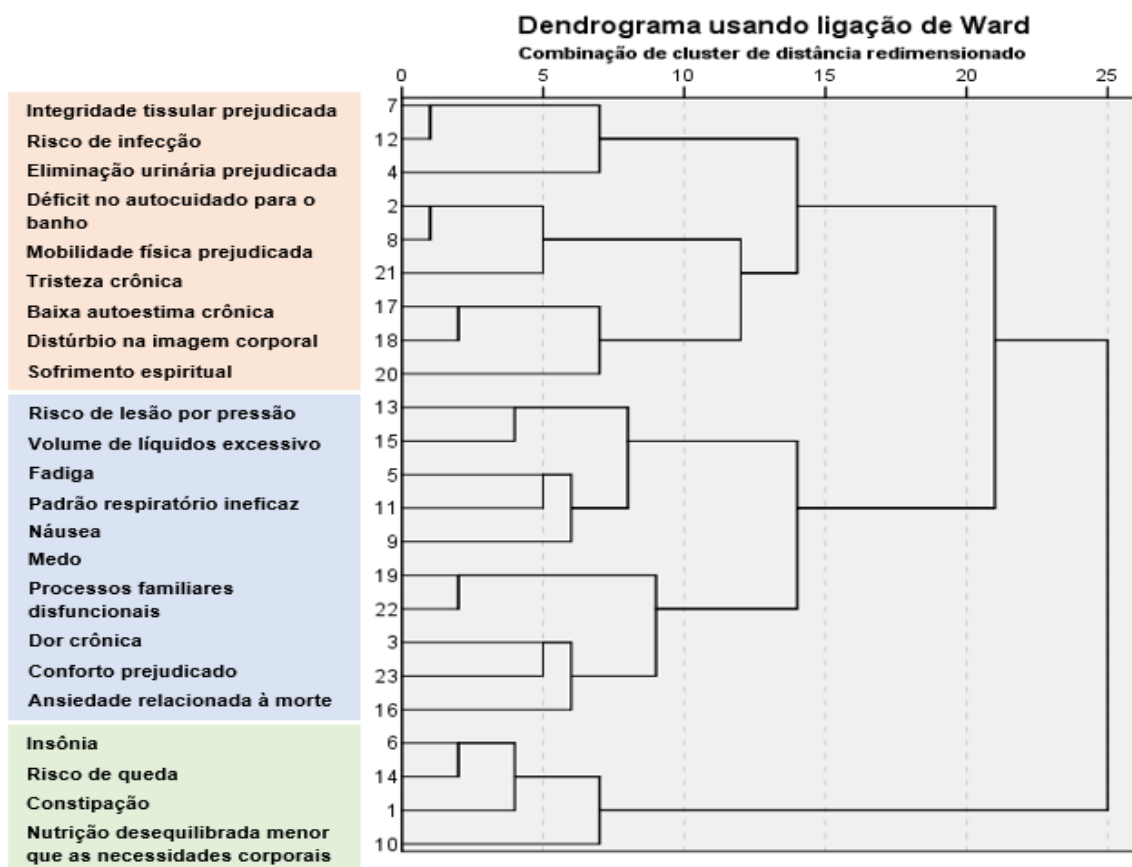 Dendrograma usando ligação de Ward
Combinação de cluster de distância redimensionado
0 5 10 15 20 25
Integridade tissular prejudicada 7
Risco de infecção 12
Eliminação urinária prejudicada 4
Déficit no autocuidado para o
banho 2
Mobilidade física prejudicada 8
Tristeza crônica 21
Baixa autoestima crônica 17
Distúrbio na imagem corporal 18
Sofrimento espiritual 20
Risco de lesão por pressão 13
Volume de líquidos excessivo 15
Fadiga 5
Padrão respiratório ineficaz 11
Náusea 9
Medo 19
Processos familiares
disfuncionais 22
Dor crônica 3
Conforto prejudicado 23
Ansiedade relacionada à morte 16
Insônia 6
Risco de queda 14
Constipação 1
Nutrição desequilibrada menor
que as necessidades corporais 10